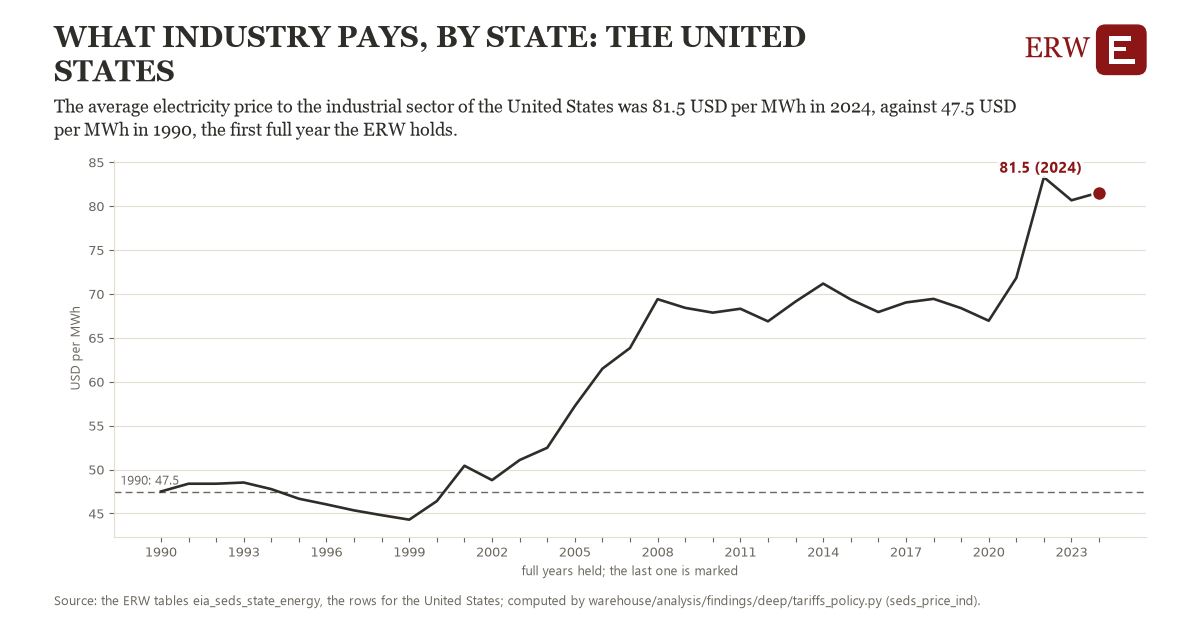 WHAT INDUSTRY PAYS, BY STATE: THE UNITED
STATES
ERW
E
The average electricity price to the industrial sector of the United States was 81.5 USD per MWh in 2024, against 47.5 USD
per MWh in 1990, the first full year the ERW holds.
85
80
75
70
65
60
55
50
45
USD per MWh
81.5 (2024)
1990: 47.5
1990 1993 1996 1999 2002 2005 2008 2011 2014 2017 2020 2023
full years held; the last one is marked
Source: the ERW tables eia_seds_state_energy, the rows for the United States; computed by warehouse/analysis/findings/deep/tariffs_policy.py (seds_price_ind).